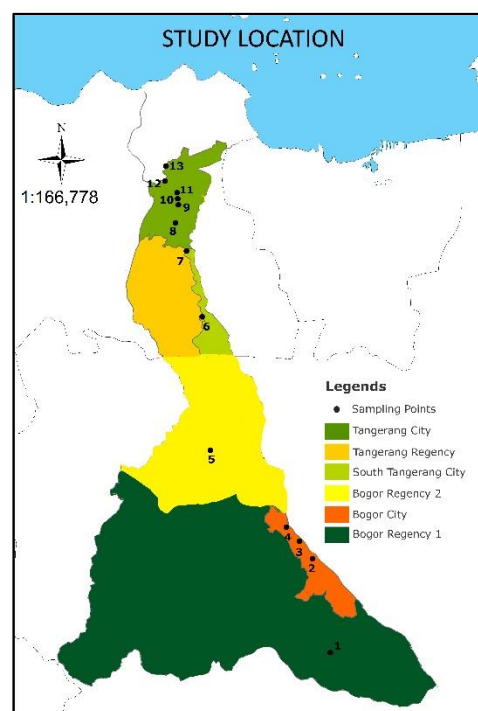 STUDY LOCATION
N
1:166,778
13
12
11
10
9
8
7
6
5
4
3
2
1
Legends
Sampling Points
Tangerang City
Tangerang Regency
South Tangerang City
Bogor Regency 2
Bogor City
Bogor Regency 1